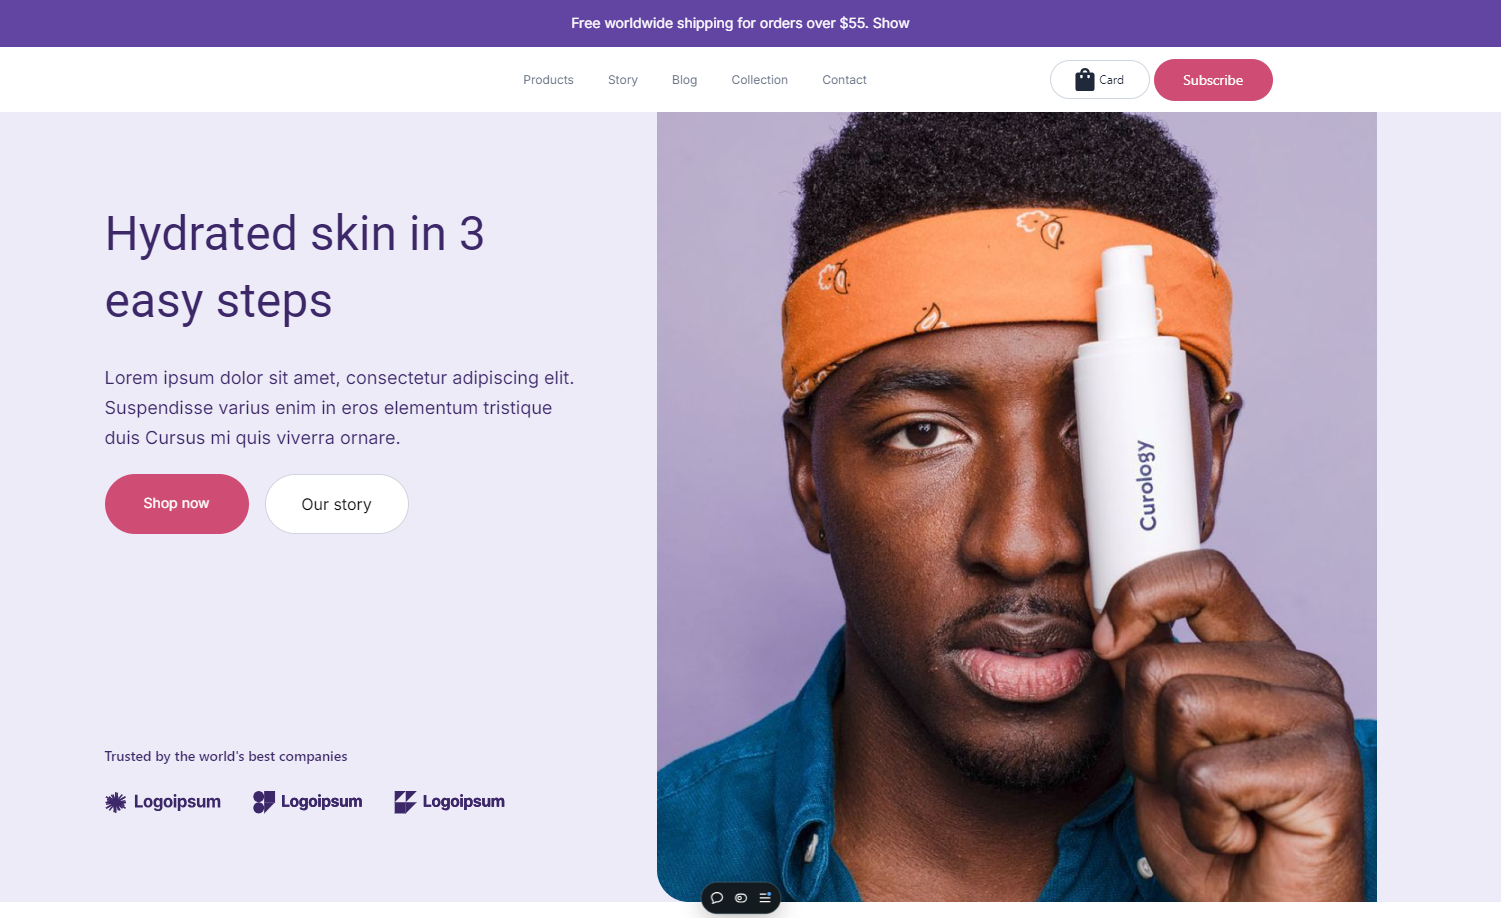 Free worldwide shipping for orders over $55. Show
Products Story Blog Collection Contact Card Subscribe
Hydrated skin in 3
easy steps
Lorem ipsum dolor sit amet, consectetur adipiscing elit.
Suspendisse varius enim in eros elementum tristique
duis Cursus mi quis viverra ornare.
Shop now Our story
Curology
Trusted by the world's best companies
Logoipsum Logoipsum Logoipsum